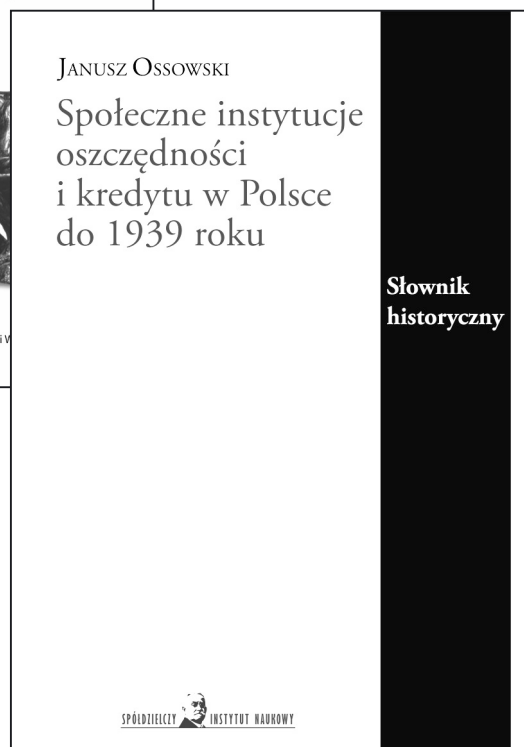 Janusz Ossowski
Społeczne instytucje
oszczędności
i kredytu w Polsce
do 1939 roku
Słownik
historyczny
i W
SPÓŁDZIELCZY INSTYTUT NAUKOWY